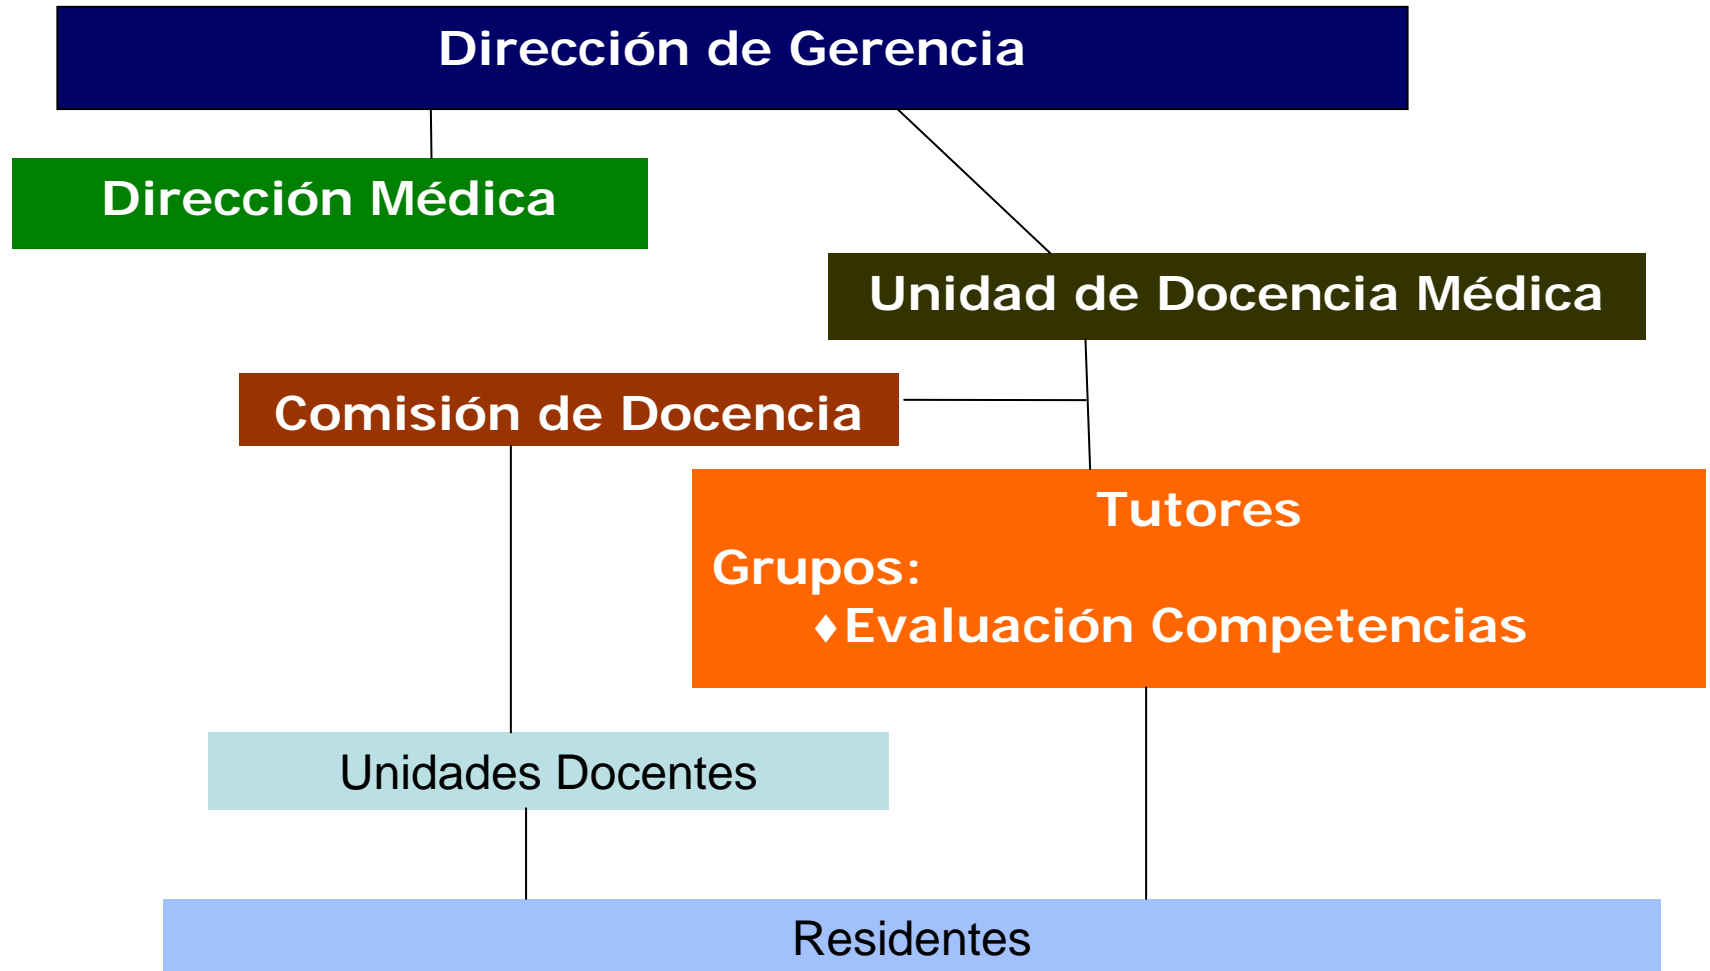 Dirección de Gerencia
Dirección Médica
Unidad de Docencia Médica
Comisión de Docencia
Tutores
Grupos:
♦Evaluación Competencias
Unidades Docentes
Residentes